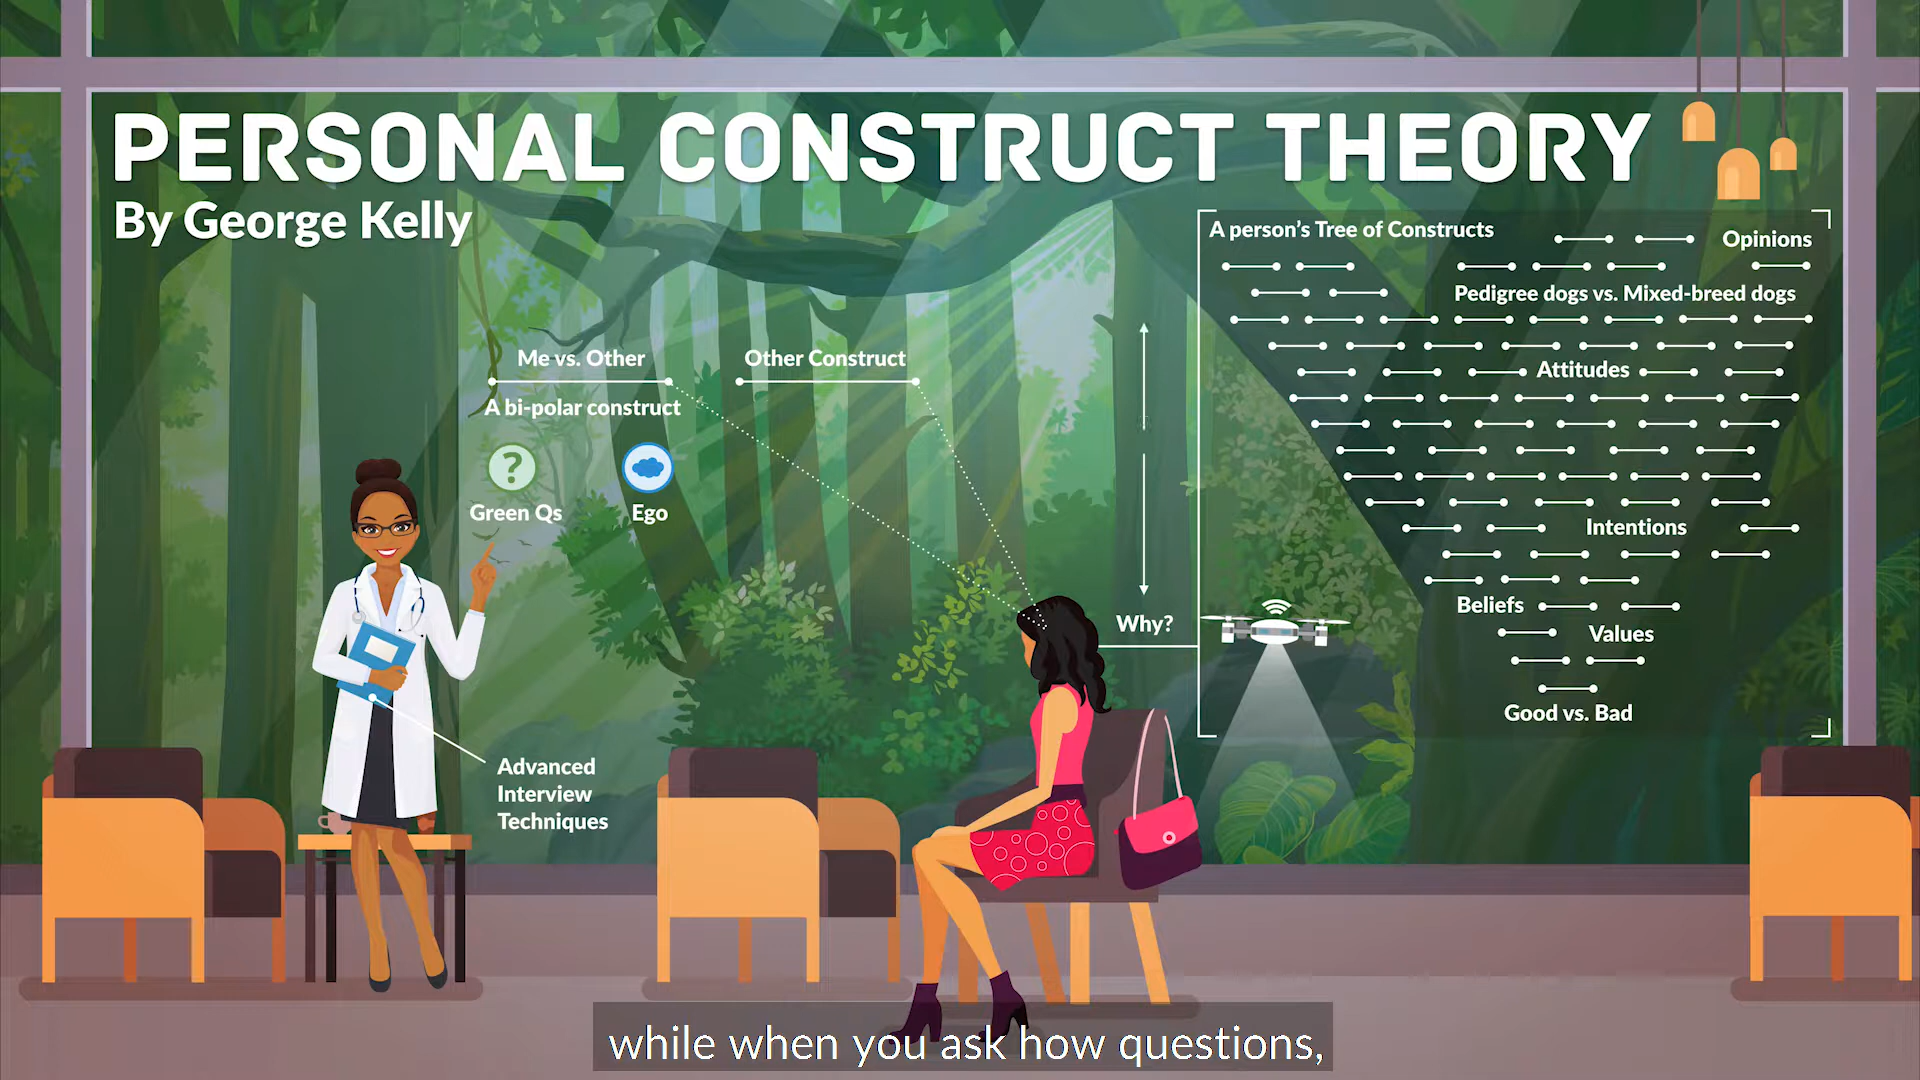 PERSONAL CONSTRUCT THEORY
By George Kelly
A person's Tree of Constructs
Opinions
Pedigree dogs vs. Mixed-breed dogs
Attitudes
Intentions
Beliefs
Values
Good vs. Bad
Me vs. Other
Other Construct
A bi-polar construct
?
Green Qs
Ego
Why?
Advanced
Interview
Techniques
while when you ask how questions,